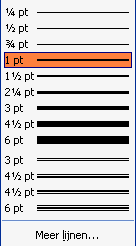 ¼ pt
½ pt
¾ pt
1 pt
1½ pt
2¼ pt
3 pt
4½ pt
6 pt
3 pt
4½ pt
4½ pt
6 pt
Meer lijnen...